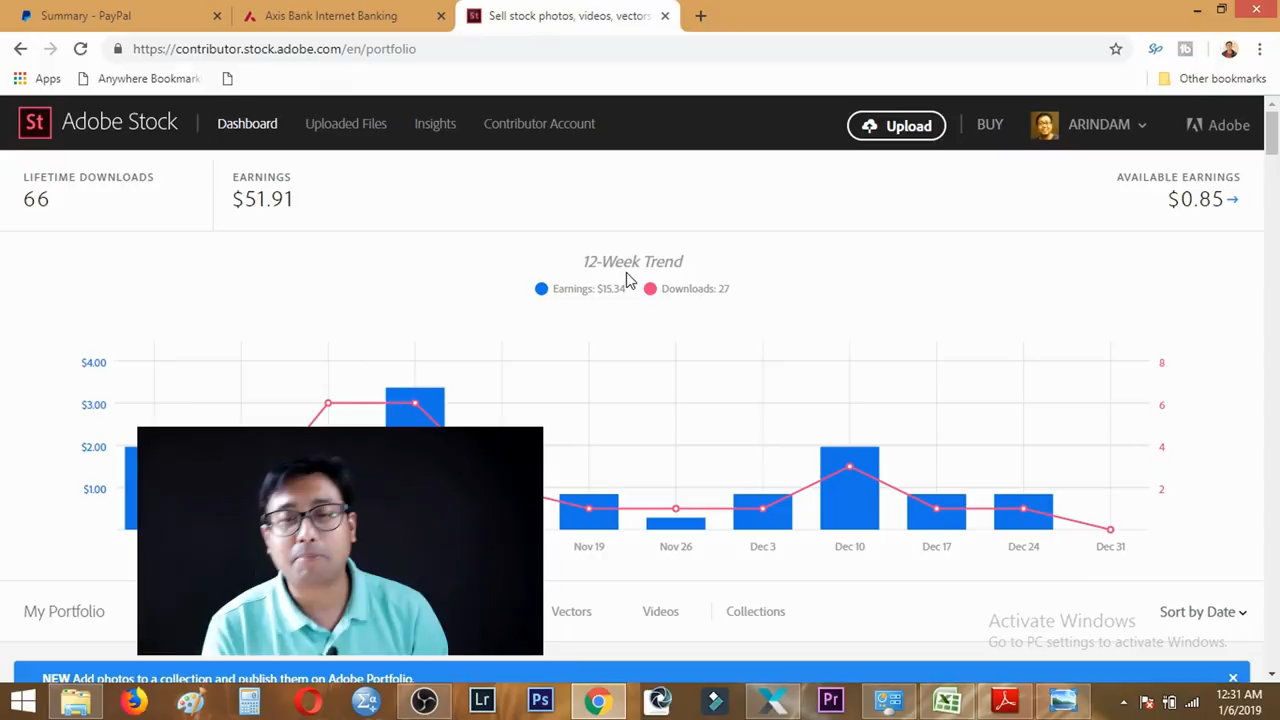 Summary - PayPal
Axis Bank Internet Banking
Sell stock photos, videos, vectors
https://contributor.stock.adobe.com/en/portfolio
Apps
Anywhere Bookmark
Other bookmarks
St Adobe Stock
Dashboard
Uploaded Files
Insights
Contributor Account
Upload
BUY
ARINDAM
Adobe
LIFETIME DOWNLOADS
66
EARNINGS
$51.91
AVAILABLE EARNINGS
$0.85
12-Week Trend
Earnings: $15.34
Downloads: 27
$4.00
$3.00
$2.00
$1.00
8
6
4
2
Nov 19
Nov 26
Dec 3
Dec 10
Dec 17
Dec 24
Dec 31
My Portfolio
Vectors
Videos
Collections
Sort by Date
Activate Windows
Go to PC settings to activate Windows.
NEW Add photos to a collection and publish them on Adobe Portfolio.
Lr
Ps
Pr
12:31 AM
1/6/2019